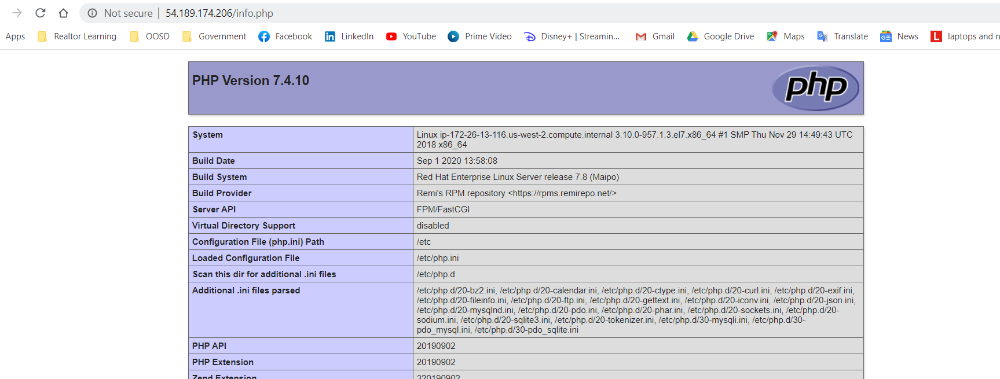 Not secure | 54.189.174.206/info.php
Apps Realtor Learning OOSD Government Facebook LinkedIn YouTube Prime Video Disney+ | Streamin... Gmail Google Drive Maps Translate News laptops and n
PHP Version 7.4.10
php
System Linux ip-172-26-13-116.us-west-2.compute.internal 3.10.0-957.1.3.el7.x86_64 #1 SMP Thu Nov 29 14:49:43 UTC
2018 x86_64
Build Date Sep 1 2020 13:58:08
Build System Red Hat Enterprise Linux Server release 7.8 (Maipo)
Build Provider Remi's RPM repository <https://rpms.remirepo.net/>
Server API FPM/FastCGI
Virtual Directory Support disabled
Configuration File (php.ini) Path /etc
Loaded Configuration File /etc/php.ini
Scan this dir for additional .ini files /etc/php.d
Additional .ini files parsed /etc/php.d/20-bz2.ini, /etc/php.d/20-calendar.ini, /etc/php.d/20-ctype.ini, /etc/php.d/20-curl.ini, /etc/php.d/20-exif.ini,
/etc/php.d/20-fileinfo.ini, /etc/php.d/20-ftp.ini, /etc/php.d/20-gettext.ini, /etc/php.d/20-iconv.ini, /etc/php.d/20-json.ini,
/etc/php.d/20-mysqlnd.ini, /etc/php.d/20-pdo.ini, /etc/php.d/20-phar.ini, /etc/php.d/20-sockets.ini, /etc/php.d/20-
sodium.ini, /etc/php.d/20-sqlite3.ini, /etc/php.d/20-tokenizer.ini, /etc/php.d/30-mysqli.ini, /etc/php.d/30-
pdo_mysql.ini, /etc/php.d/30-pdo_sqlite.ini
PHP API 20190902
PHP Extension 20190902
Zend Extension 320190902